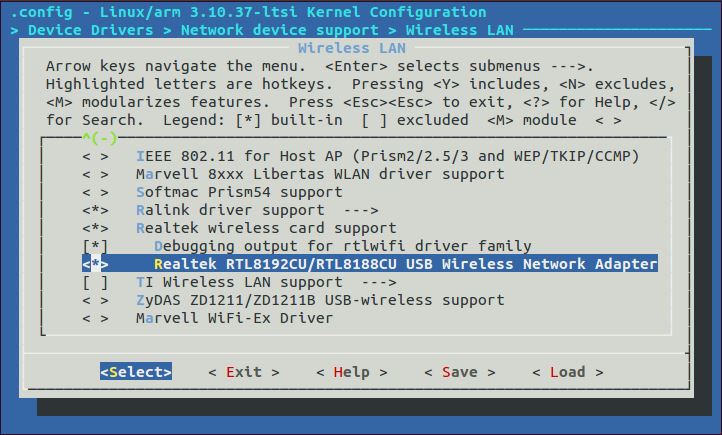 .config - Linux/arm 3.10.37-ltsi Kernel Configuration
> Device Drivers > Network device support > Wireless LAN
Wireless LAN
Arrow keys navigate the menu.  <Enter> selects submenus --->.
Highlighted letters are hotkeys.  Pressing <Y> includes, <N> excludes,
<M> modularizes features.  Press <Esc><Esc> to exit, <?> for Help, </>
for Search.  Legend: [*] built-in  [ ] excluded  <M> module  < >
^(-)
< > IEEE 802.11 for Host AP (Prism2/2.5/3 and WEP/TKIP/CCMP)
< > Marvell 8xxx Libertas WLAN driver support
< > Softmac Prism54 support
<*> Ralink driver support  --->
<*> Realtek wireless card support
[*]   Debugging output for rtlwifi driver family
<*>   Realtek RTL8192CU/RTL8188CU USB Wireless Network Adapter
[ ] TI Wireless LAN support  --->
< > ZyDAS ZD1211/ZD1211B USB-wireless support
< > Marvell WiFi-Ex Driver
<Select>    < Exit >    < Help >    < Save >    < Load >